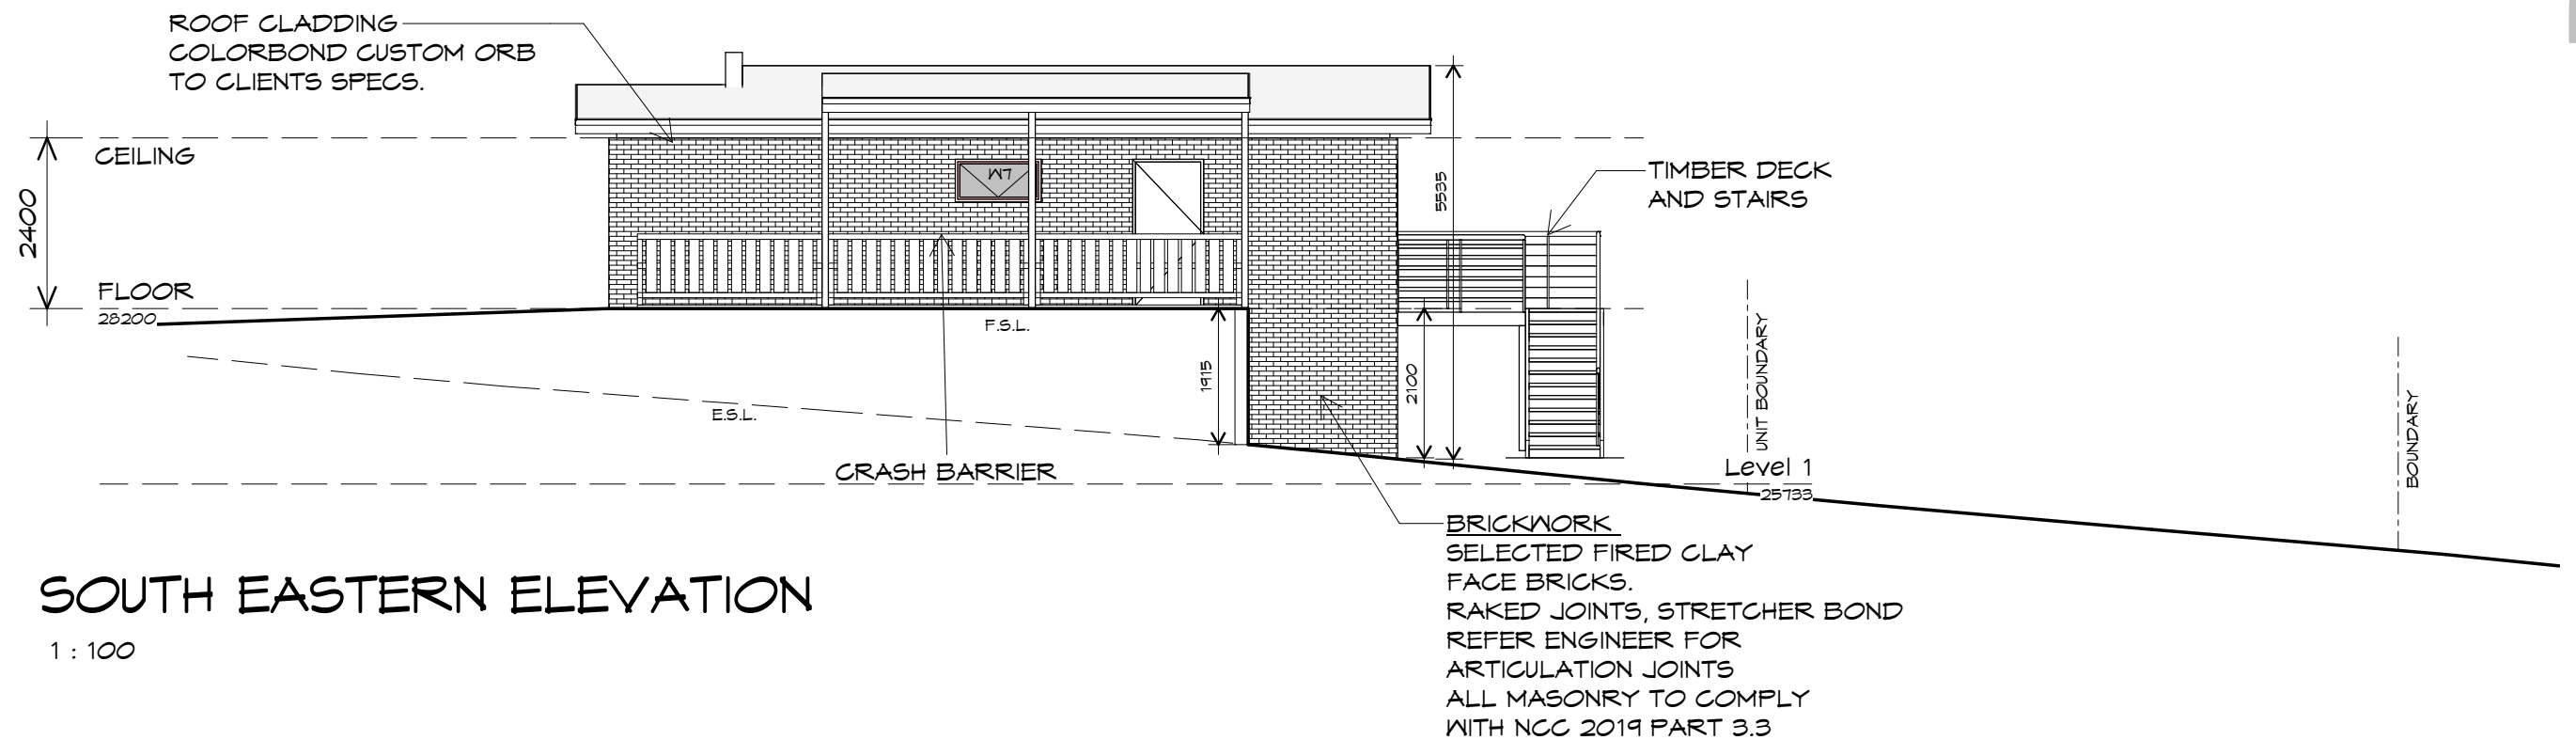 ROOF CLADDING
COLORBOND CUSTOM ORB
TO CLIENTS SPECS.
CEILING
2400
FLOOR
28200
W7
5535
TIMBER DECK
AND STAIRS
F.S.L.
E.S.L.
1915
2100
UNIT BOUNDARY
BOUNDARY
CRASH BARRIER
Level 1
25733
BRICKWORK
SELECTED FIRED CLAY
FACE BRICKS.
RAKED JOINTS, STRETCHER BOND
REFER ENGINEER FOR
ARTICULATION JOINTS
ALL MASONRY TO COMPLY
WITH NCC 2019 PART 3.3
SOUTH EASTERN ELEVATION
1 : 100